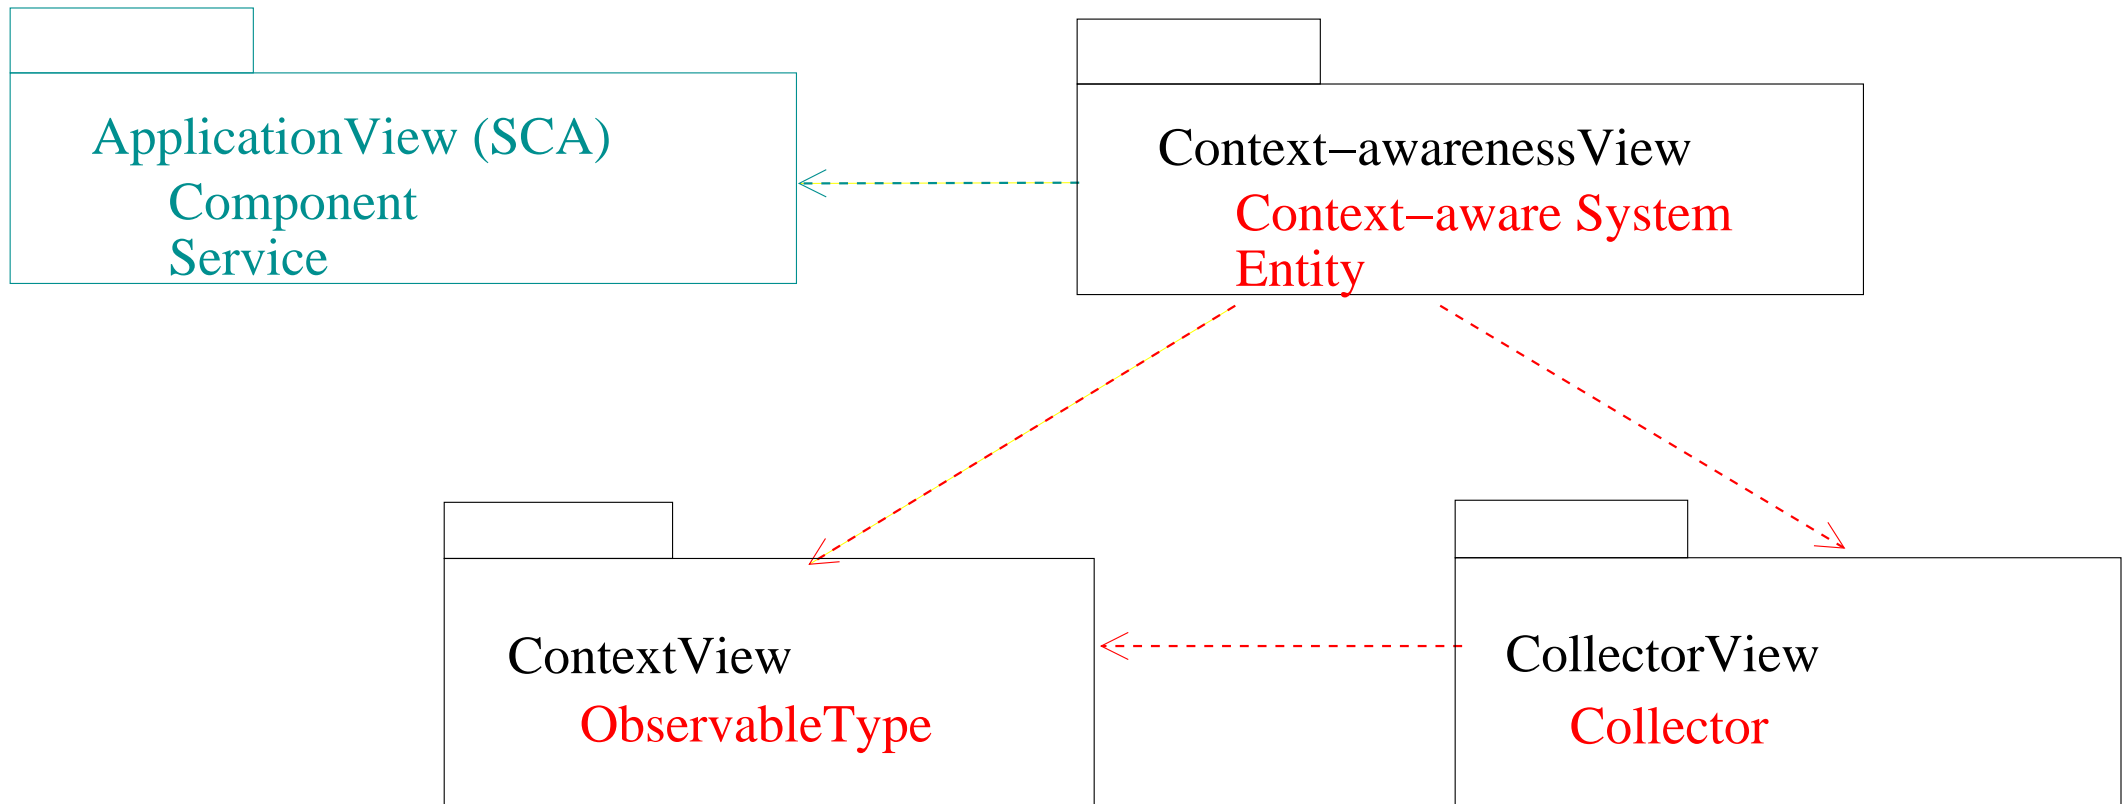 ApplicationView (SCA)
Component
Service
Context−awarenessView
Context−aware System
Entity
ContextView
ObservableType
CollectorView
Collector